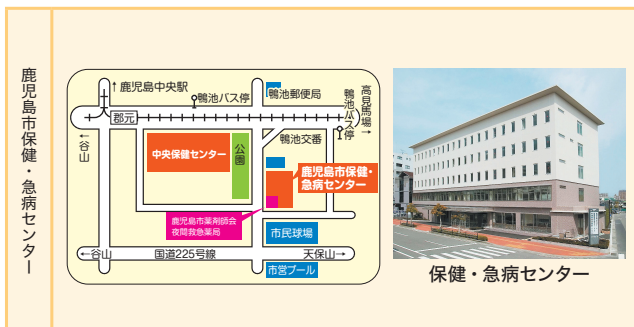 鹿児島市保健・急病センター
↑鹿児島中央駅
鴨池バス停
鴨池郵便局
鴨池バス停
高見馬場→
郡元
←谷山
鴨池交番
中央保健センター
公園
鹿児島市保健・
急病センター
鹿児島市薬剤師会
夜間救急薬局
市民球場
←谷山
国道225号線
天保山→
市営プール
保健・急病センター